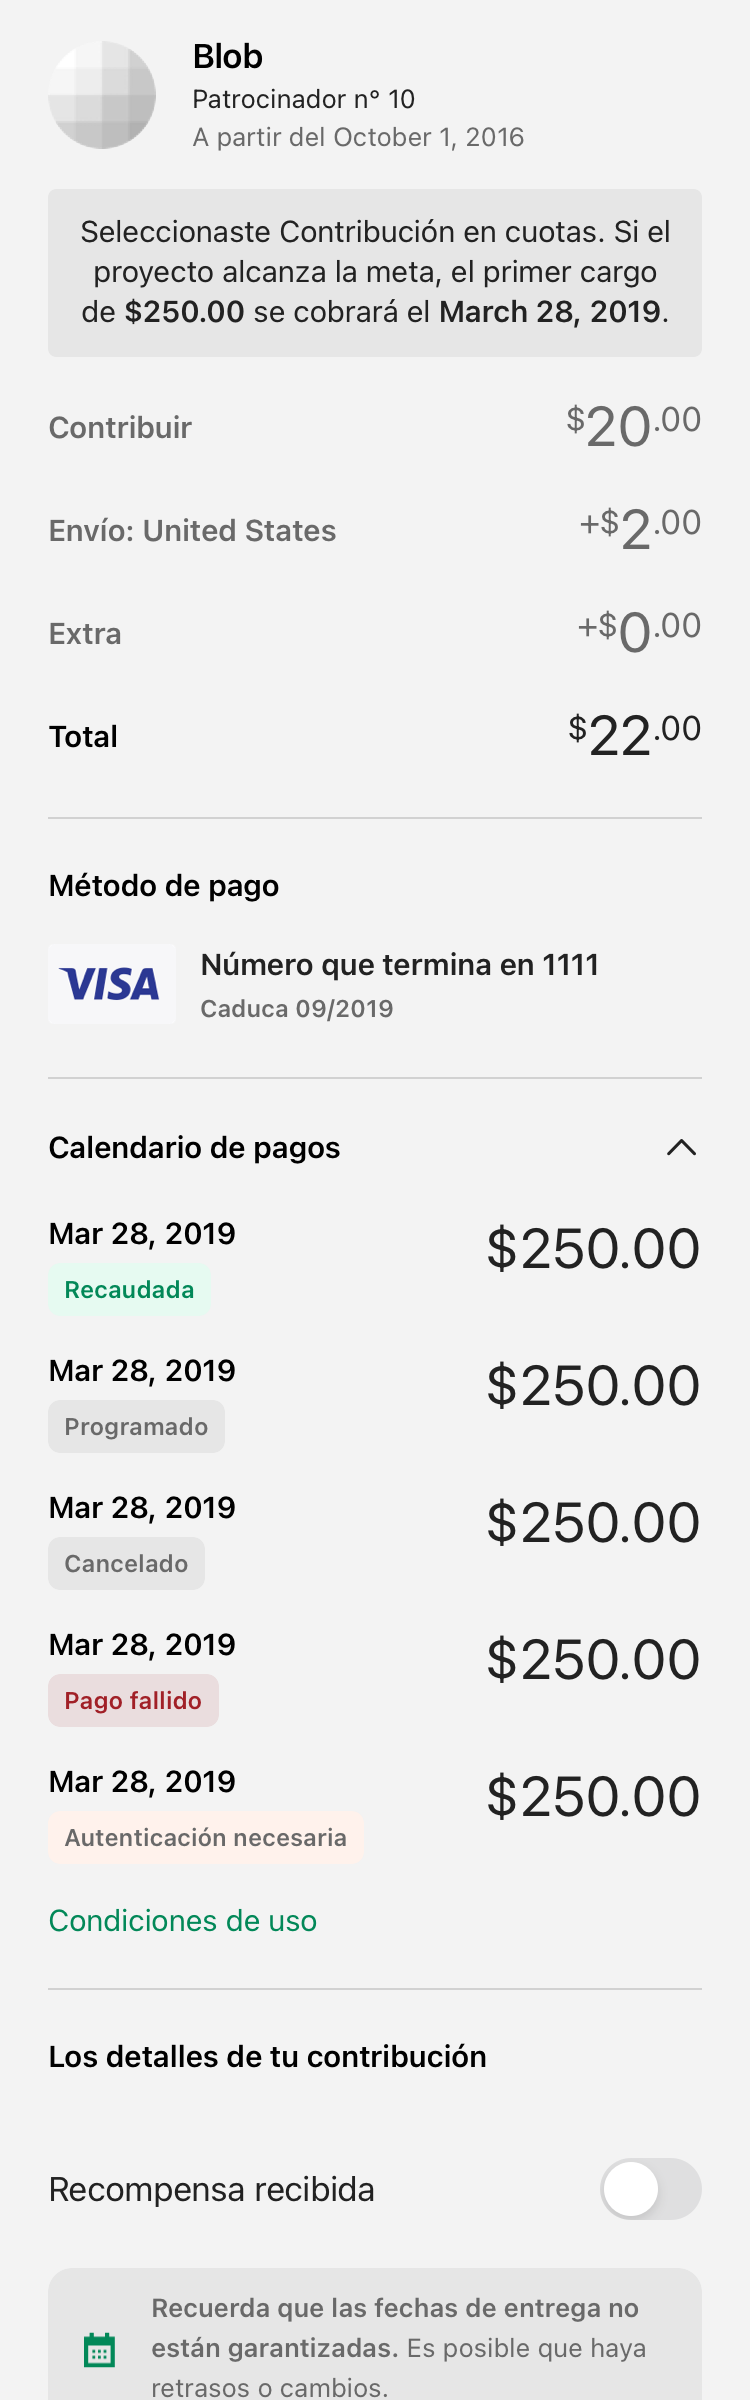 Blob
Patrocinador nº 10
A partir del October 1, 2016
Seleccionaste Contribución en cuotas. Si el
proyecto alcanza la meta, el primer cargo
de $250.00 se cobrará el March 28, 2019.
Contribuir $20.00
Envío: United States +$2.00
Extra +$0.00
Total $22.00
Método de pago
VISA
Número que termina en 1111
Caduca 09/2019
Calendario de pagos
Mar 28, 2019 $250.00
Recaudada
Mar 28, 2019 $250.00
Programado
Mar 28, 2019 $250.00
Cancelado
Mar 28, 2019 $250.00
Pago fallido
Mar 28, 2019 $250.00
Autenticación necesaria
Condiciones de uso
Los detalles de tu contribución
Recompensa recibida
Recuerda que las fechas de entrega no
están garantizadas. Es posible que haya
retrasos o cambios.